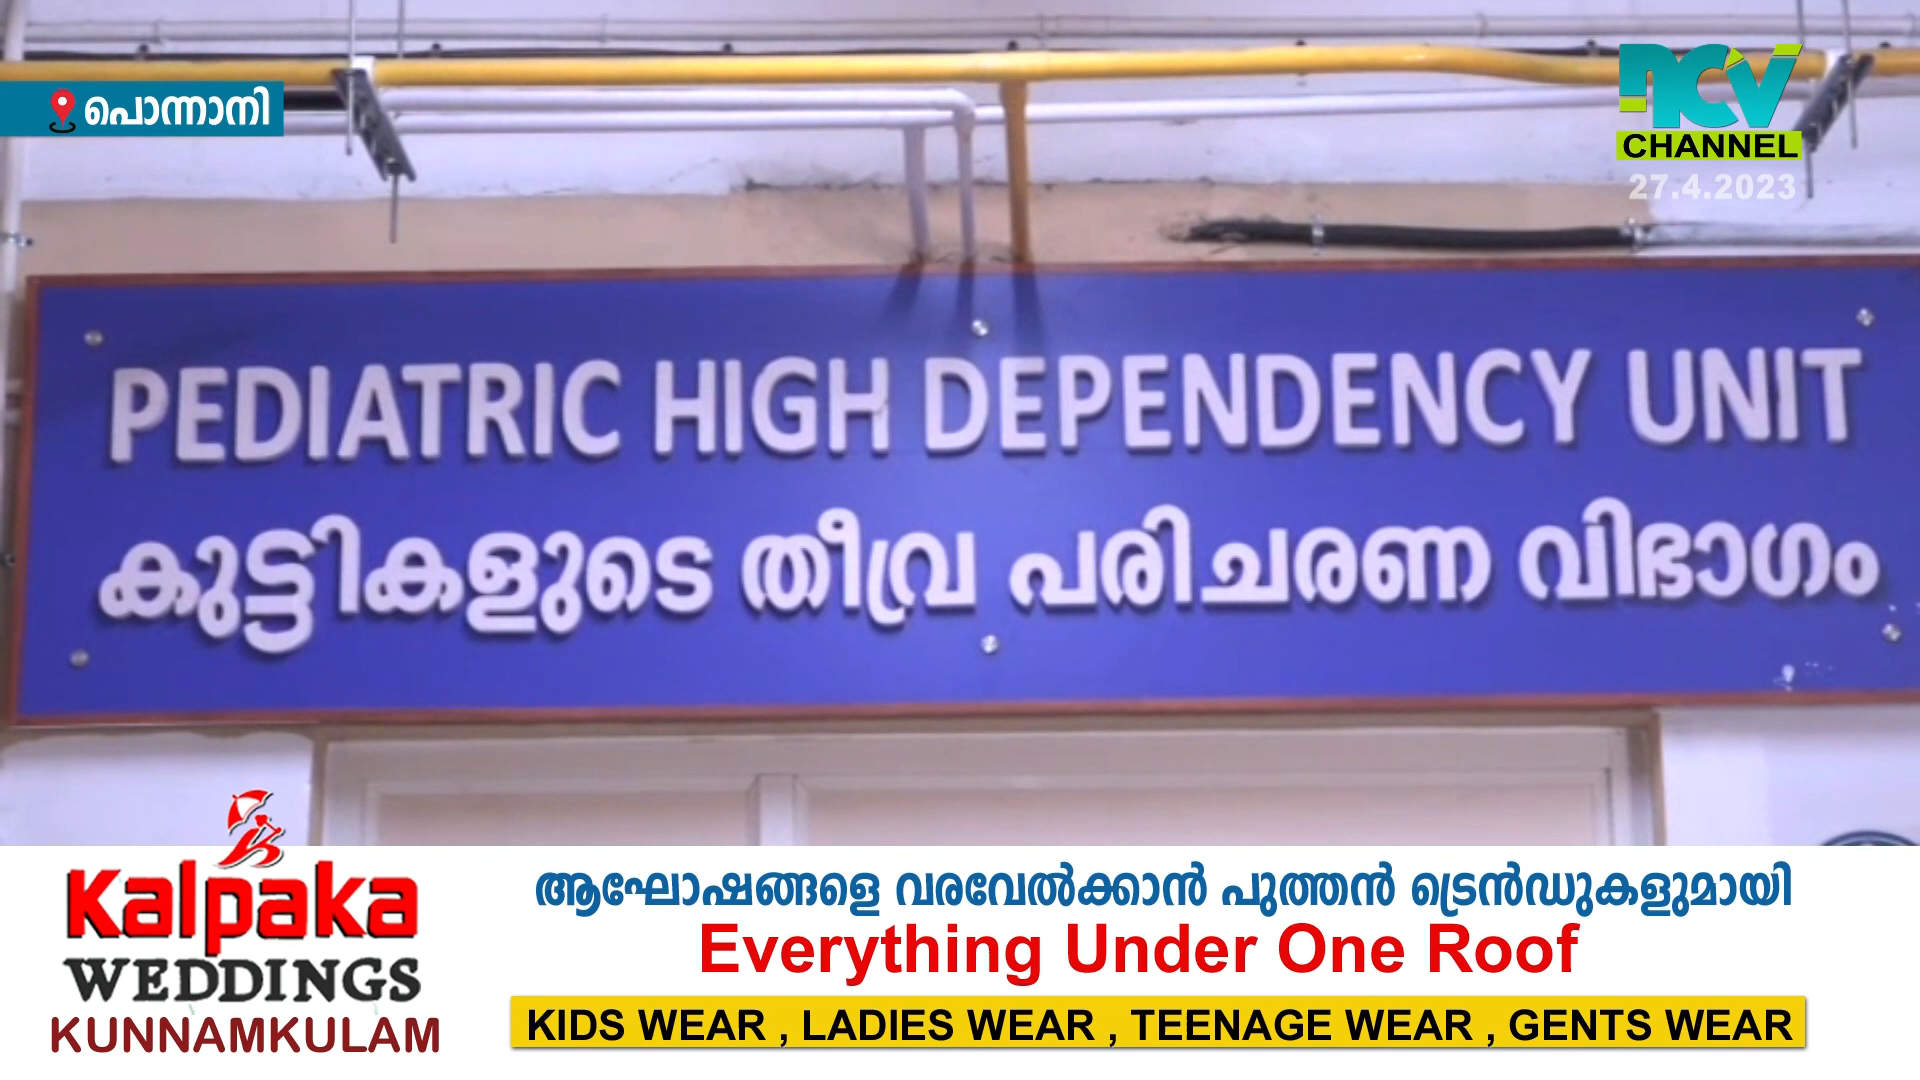 പൊന്നാനി
NCV
CHANNEL
27.4.2023
PEDIATRIC HIGH DEPENDENCY UNIT
കുട്ടികളുടെ തീവ്ര പരിചരണ വിഭാഗം
Kalpaka
WEDDINGS
KUNNAMKULAM
ആഘോഷങ്ങളെ വരവേൽക്കാൻ പുത്തൻ ട്രെൻഡുകളുമായി
Everything Under One Roof
KIDS WEAR , LADIES WEAR , TEENAGE WEAR , GENTS WEAR